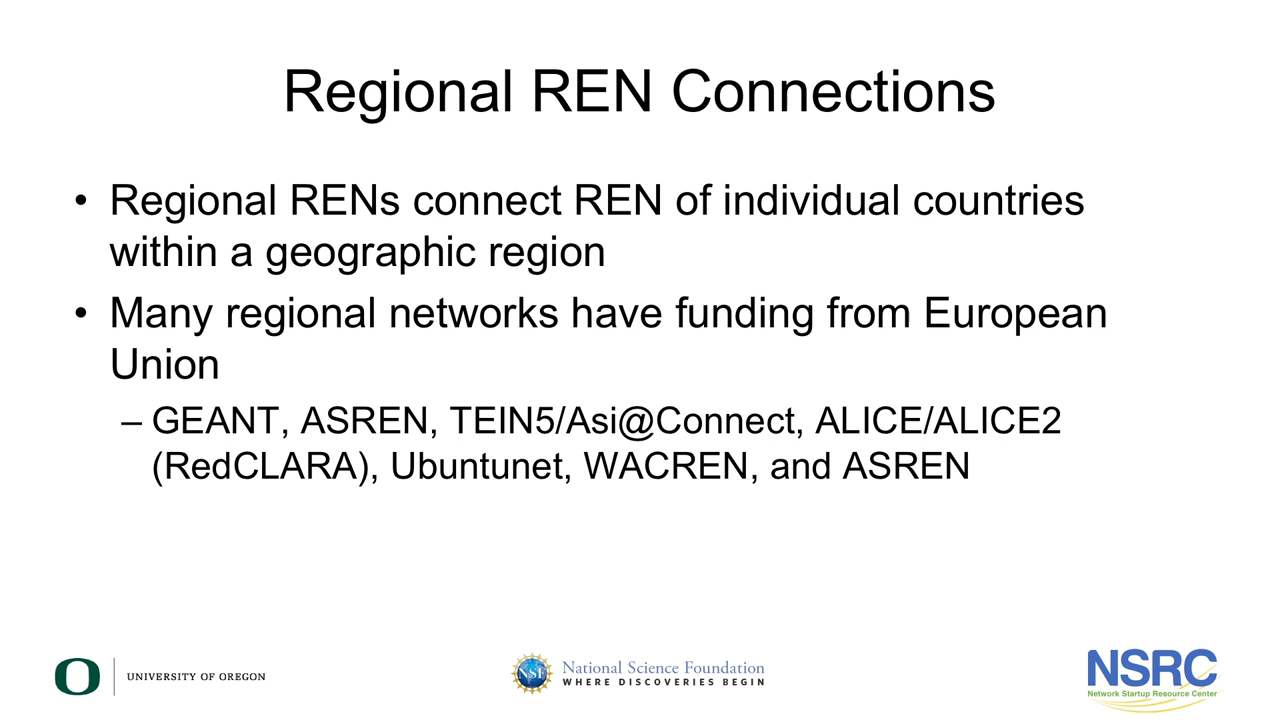 Regional REN Connections
• Regional RENs connect REN of individual countries
within a geographic region
• Many regional networks have funding from European
Union
– GEANT, ASREN, TEIN5/Asi@Connect, ALICE/ALICE2
(RedCLARA), Ubuntunet, WACREN, and ASREN
O
UNIVERSITY OF OREGON
NSF
National Science Foundation
WHERE DISCOVERIES BEGIN
NSRC
Network Startup Resource Center